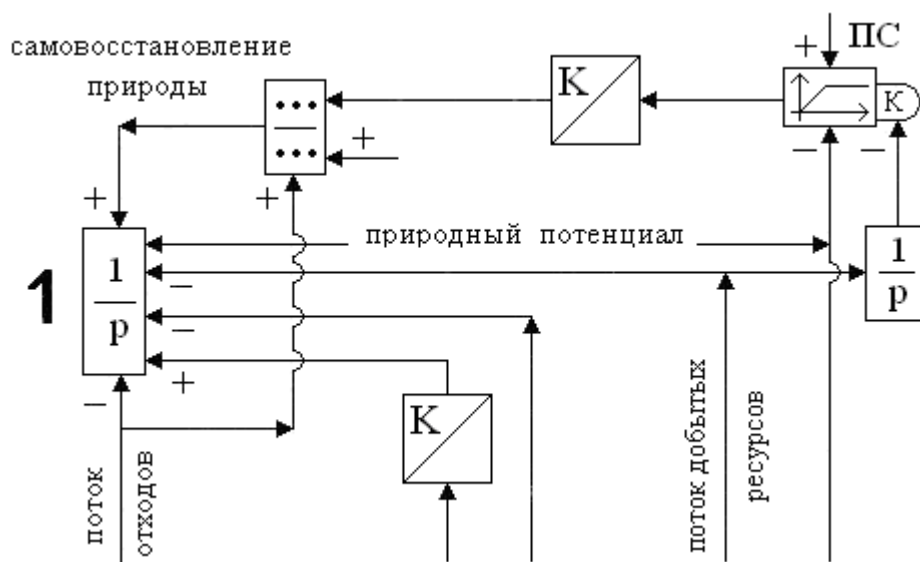 самовосстановление
природы
+
К
+
ПС
К
•••
•••
+
+
−
−
+
природный потенциал
1
1
р
−
−
+
−
1
р
К
поток
отходов
поток добытых
ресурсов